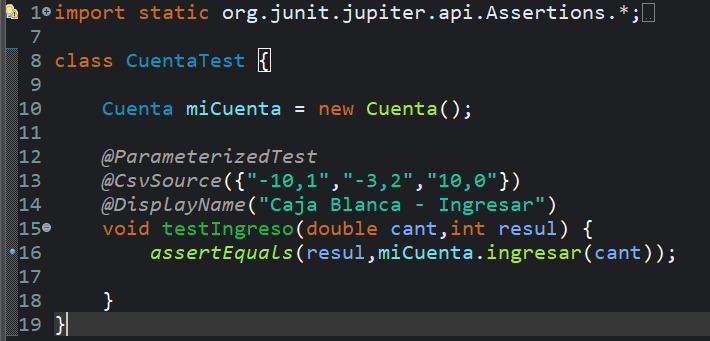 1 import static org.junit.jupiter.api.Assertions.*;
7
8 class CuentaTest {
9
10 Cuenta miCuenta = new Cuenta();
11
12 @ParameterizedTest
13 @CsvSource({"-10,1","-3,2","10,0"})
14 @DisplayName("Caja Blanca - Ingresar")
15 void testIngreso(double cant,int resul) {
16 assertEquals(resul,miCuenta.ingresar(cant));
17
18 }
19 }